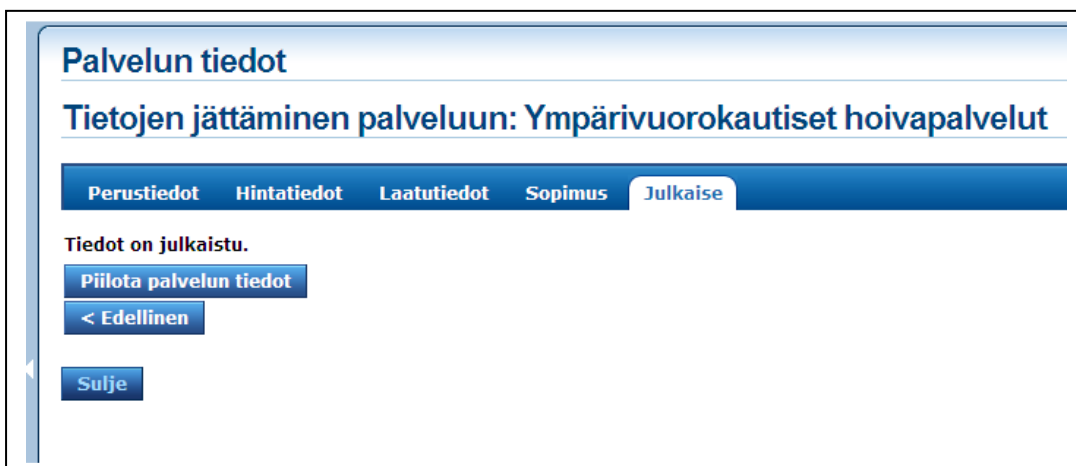 Palvelun tiedot
Tietojen jättäminen palveluun: Ympärivuorokautiset hoivapalvelut
Perustiedot Hintatiedot Laatutiedot Sopimus Julkaise
Tiedot on julkaistu.
Piilota palvelun tiedot
< Edellinen
Sulje